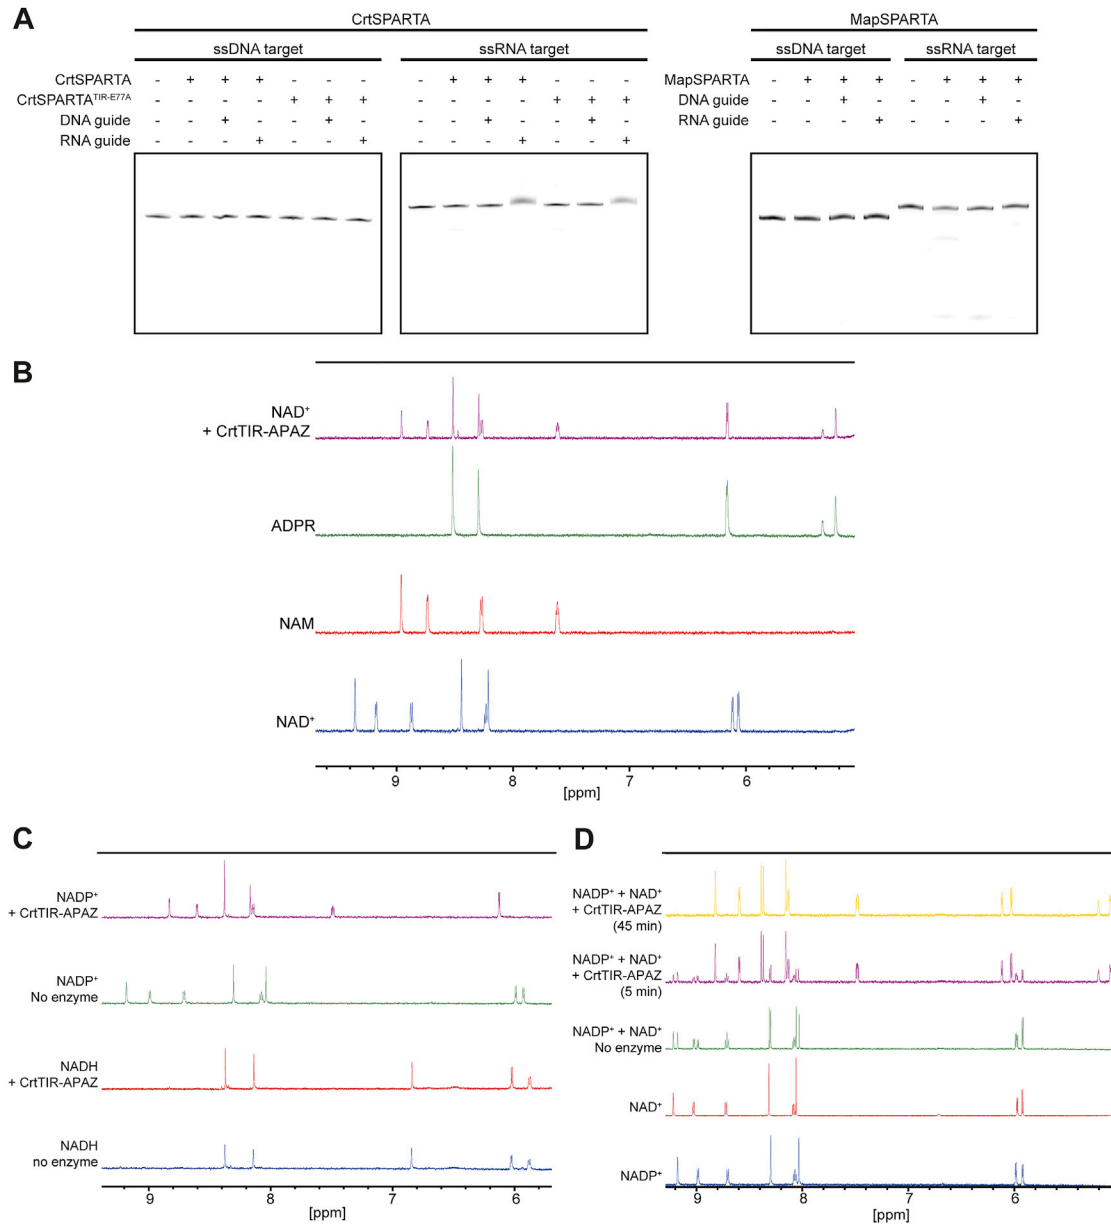 A
CrtSPARTA
MapSPARTA
ssDNA target
ssRNA target
ssDNA target
ssRNA target
CrtSPARTA - + + + - - - - + + + - - - MapSPARTA - + + + - + + +
CrtSPARTA^TIR-E77A - - - - + + + - - - - + + + DNA guide - - + - - - + -
DNA guide - - + - - + - - - + - - + - RNA guide - - - + - - - +
RNA guide - - - + - - + - - - + - - +
B
NAD⁺
+ CrtTIR-APAZ
ADPR
NAM
NAD⁺
9 8 7 6
[ppm]
C
NADP⁺
+ CrtTIR-APAZ
NADP⁺
No enzyme
NADH
+ CrtTIR-APAZ
NADH
no enzyme
9 8 7 6
[ppm]
D
NADP⁺ + NAD⁺
+ CrtTIR-APAZ
(45 min)
NADP⁺ + NAD⁺
+ CrtTIR-APAZ
(5 min)
NADP⁺ + NAD⁺
No enzyme
NAD⁺
NADP⁺
9 8 7 6
[ppm]